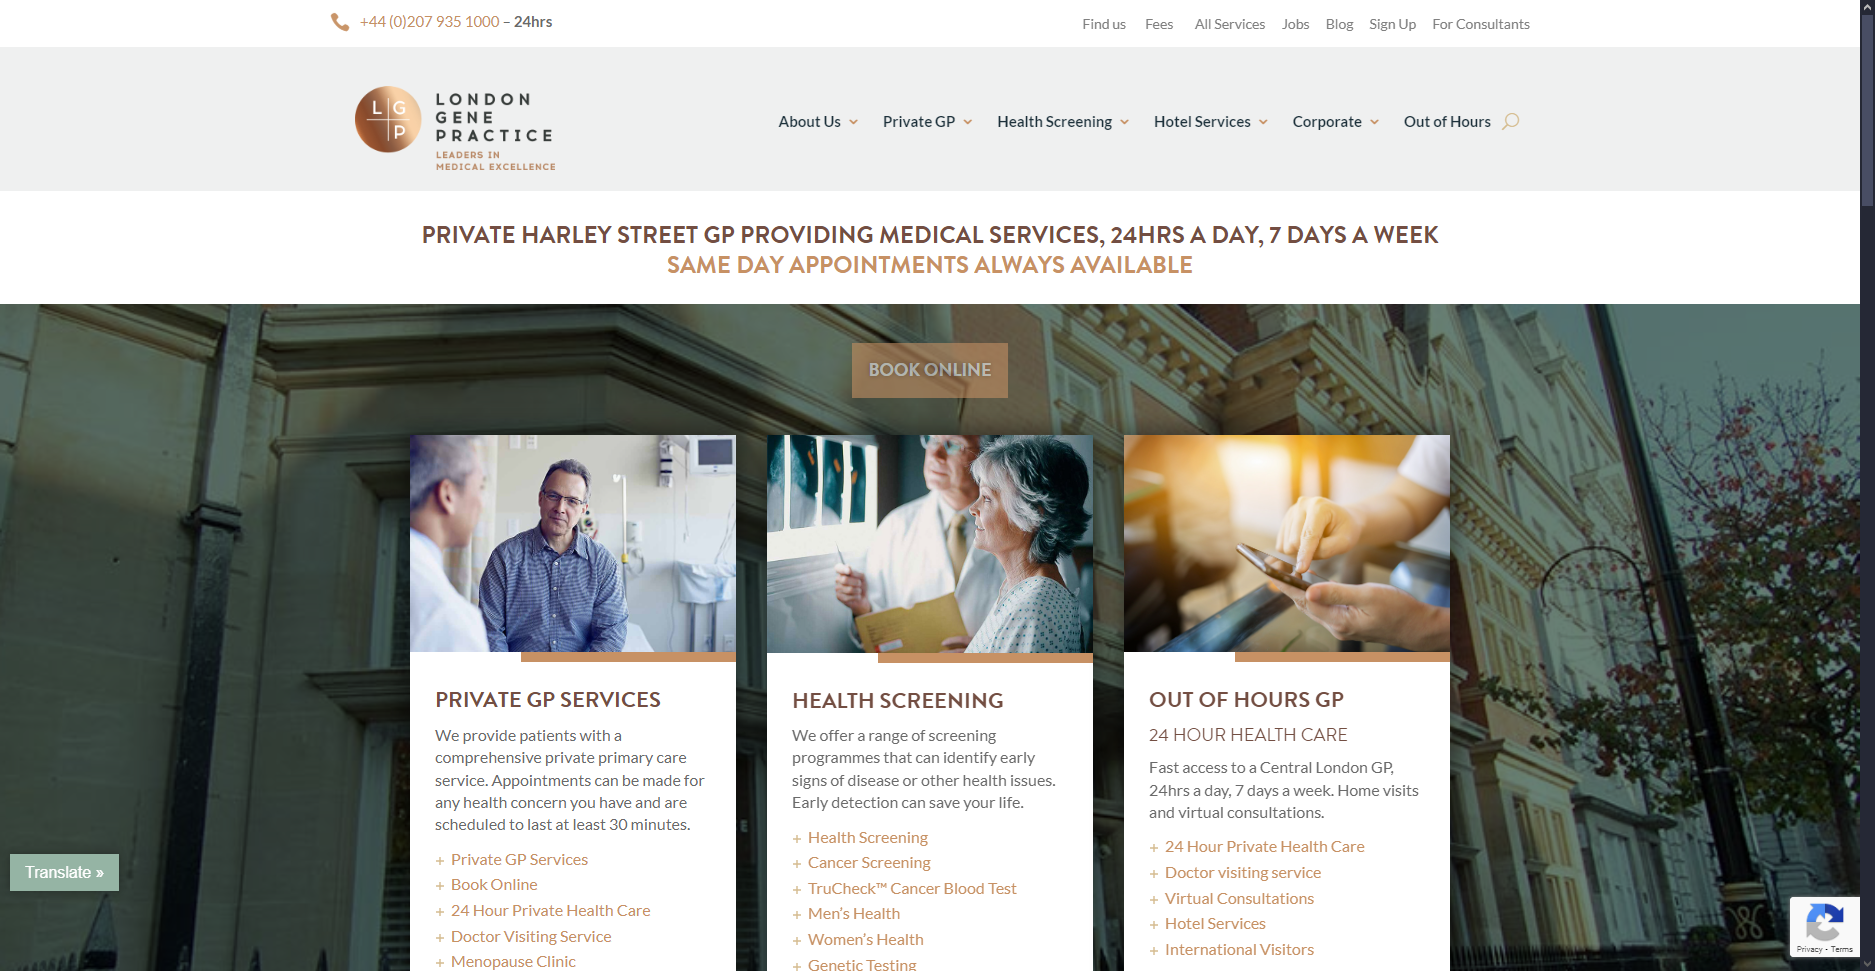 +44 (0)207 935 1000 – 24hrs
Find us Fees All Services Jobs Blog Sign Up For Consultants
L G P
LONDON
GENE
PRACTICE
LEADERS IN
MEDICAL EXCELLENCE
About Us Private GP Health Screening Hotel Services Corporate Out of Hours
PRIVATE HARLEY STREET GP PROVIDING MEDICAL SERVICES, 24HRS A DAY, 7 DAYS A WEEK
SAME DAY APPOINTMENTS ALWAYS AVAILABLE
BOOK ONLINE
PRIVATE GP SERVICES
We provide patients with a
comprehensive private primary care
service. Appointments can be made for
any health concern you have and are
scheduled to last at least 30 minutes.
+ Private GP Services
+ Book Online
+ 24 Hour Private Health Care
+ Doctor Visiting Service
+ Menopause Clinic
HEALTH SCREENING
We offer a range of screening
programmes that can identify early
signs of disease or other health issues.
Early detection can save your life.
+ Health Screening
+ Cancer Screening
+ TruCheck™ Cancer Blood Test
+ Men’s Health
+ Women’s Health
+ Genetic Testing
OUT OF HOURS GP
24 HOUR HEALTH CARE
Fast access to a Central London GP,
24hrs a day, 7 days a week. Home visits
and virtual consultations.
+ 24 Hour Private Health Care
+ Doctor visiting service
+ Virtual Consultations
+ Hotel Services
+ International Visitors
Translate »
Privacy - Terms